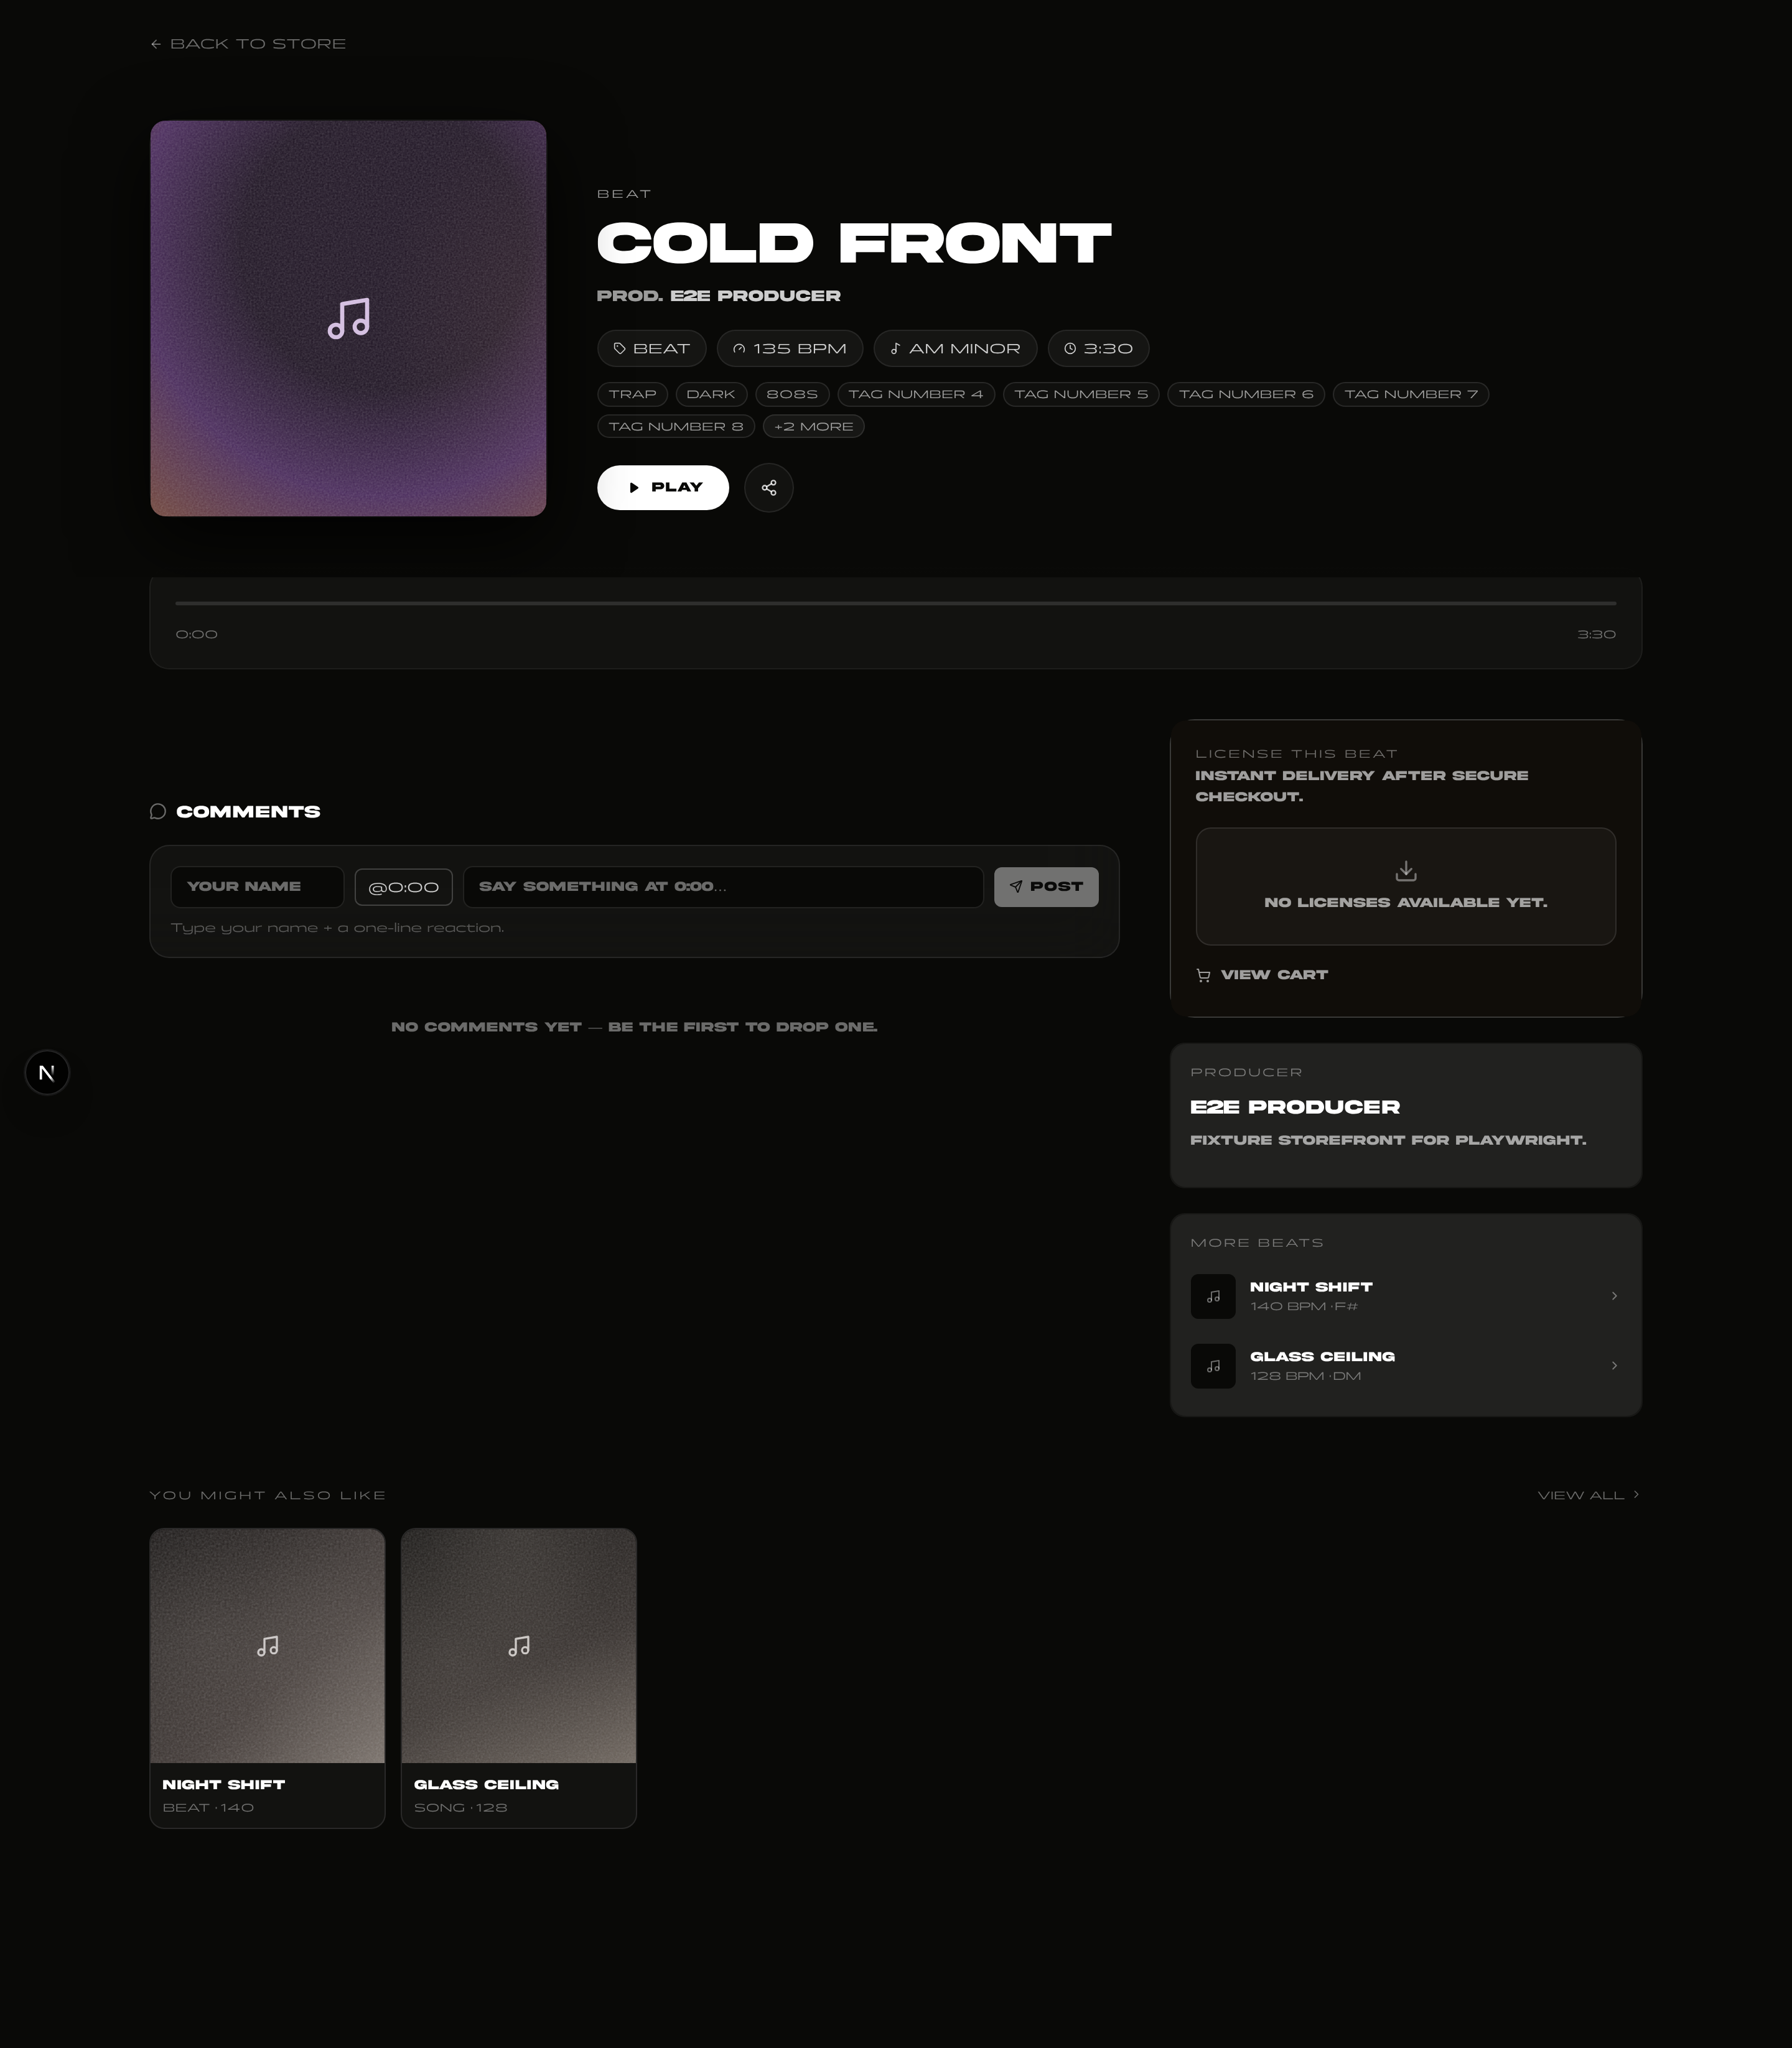 ← BACK TO STORE
BEAT
COLD FRONT
PROD. E2E PRODUCER
BEAT
135 BPM
AM MINOR
3:30
TRAP
DARK
808S
TAG NUMBER 4
TAG NUMBER 5
TAG NUMBER 6
TAG NUMBER 7
TAG NUMBER 8
+2 MORE
PLAY
0:00
3:30
COMMENTS
YOUR NAME
@0:00
SAY SOMETHING AT 0:00...
POST
Type your name + a one-line reaction.
NO COMMENTS YET — BE THE FIRST TO DROP ONE.
LICENSE THIS BEAT
INSTANT DELIVERY AFTER SECURE
CHECKOUT.
NO LICENSES AVAILABLE YET.
VIEW CART
N
PRODUCER
E2E PRODUCER
FIXTURE STOREFRONT FOR PLAYWRIGHT.
MORE BEATS
NIGHT SHIFT
140 BPM · F#
GLASS CEILING
128 BPM · DM
YOU MIGHT ALSO LIKE
VIEW ALL
NIGHT SHIFT
BEAT · 140
GLASS CEILING
SONG · 128